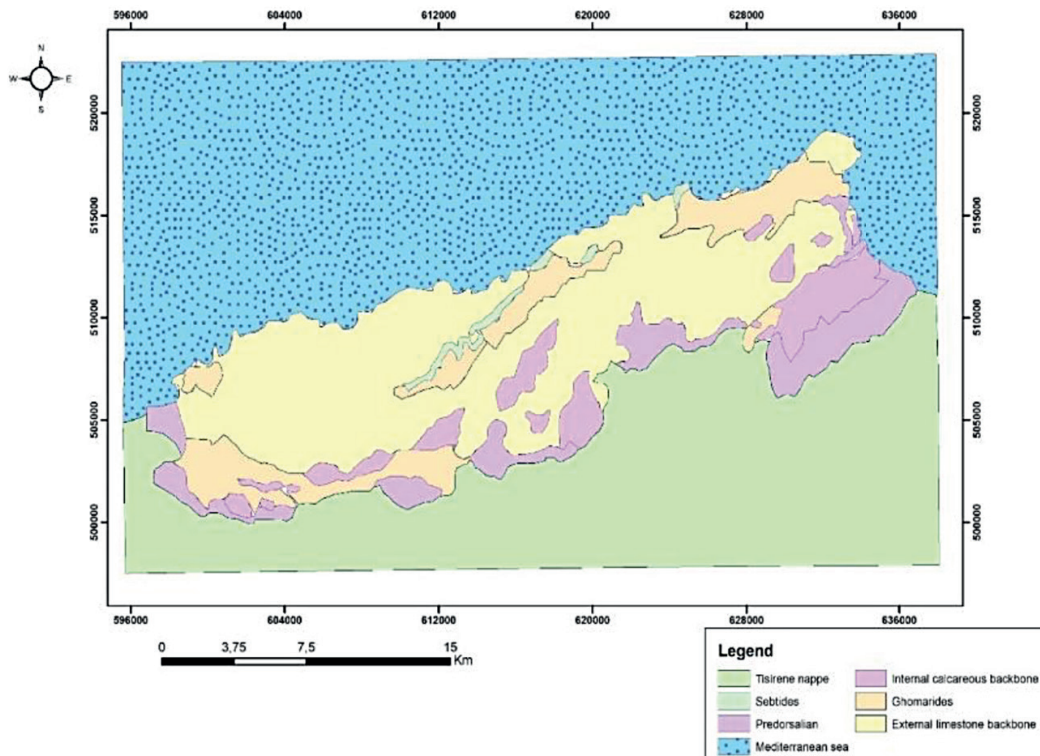 596000 604000 612000 620000 628000 636000
N
W E
S
520000 520000
515000 515000
510000 510000
505000 505000
500000 500000
596000 604000 612000 620000 628000 636000
0 3,75 7,5 15
Km
Legend
Tisirene nappe Internal calcareous backbone
Sebtides Ghomarides
Predorsalian External limestone backbone
Mediterranean sea